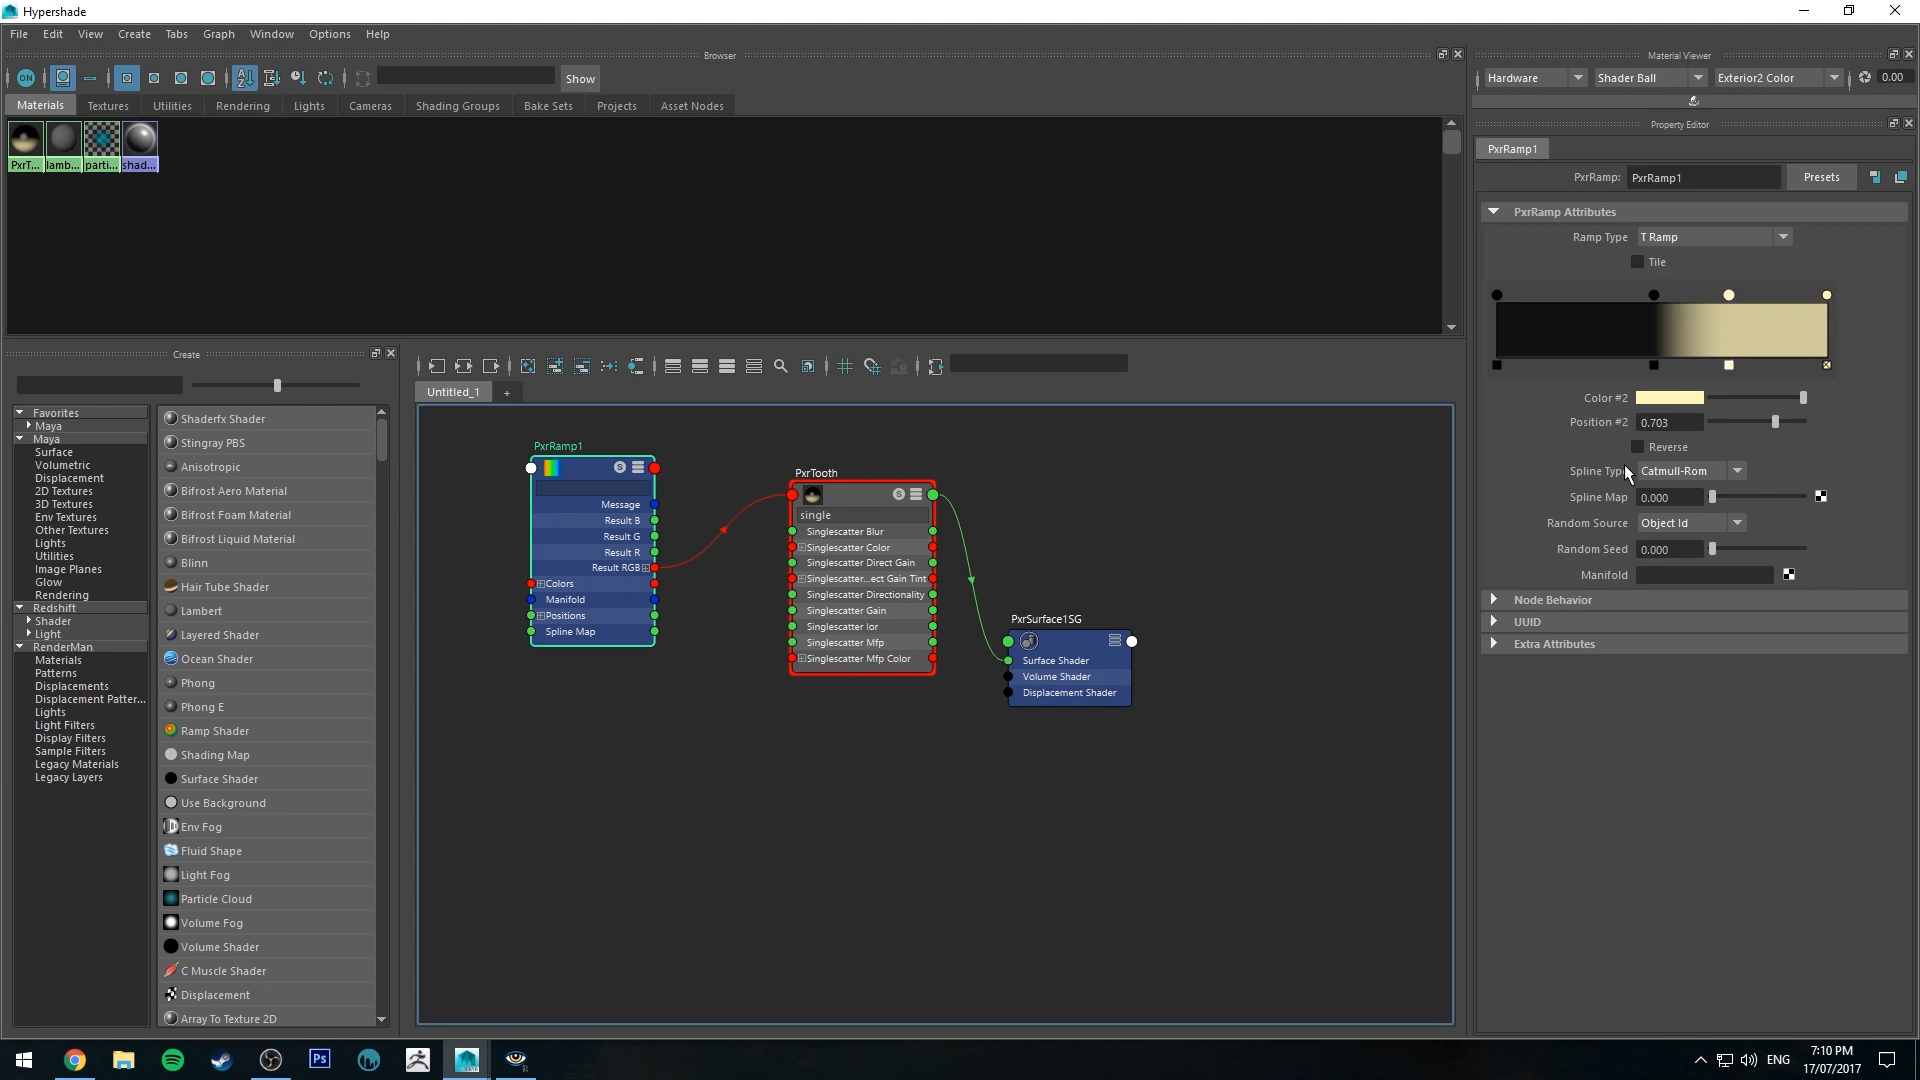 Hypershade
File Edit View Create Tabs Graph Window Options Help
Browser
ON
Show
Materials Textures Utilities Rendering Lights Cameras Shading Groups Bake Sets Projects Asset Nodes
PxrT... lamb... parti... shad...
Create
Favorites
Maya
Maya
Surface
Volumetric
Displacement
2D Textures
3D Textures
Env Textures
Other Textures
Lights
Utilities
Image Planes
Glow
Rendering
Redshift
Shader
Light
RenderMan
Materials
Patterns
Displacements
Displacement Patter...
Lights
Light Filters
Display Filters
Sample Filters
Legacy Materials
Legacy Layers
Shaderfx Shader
Stingray PBS
Anisotropic
Bifrost Aero Material
Bifrost Foam Material
Bifrost Liquid Material
Blinn
Hair Tube Shader
Lambert
Layered Shader
Ocean Shader
Phong
Phong E
Ramp Shader
Shading Map
Surface Shader
Use Background
Env Fog
Fluid Shape
Light Fog
Particle Cloud
Volume Fog
Volume Shader
C Muscle Shader
Displacement
Array To Texture 2D
Untitled_1 +
PxrRamp1
S
Message
Result B
Result G
Result R
Result RGB
Colors
Manifold
Positions
Spline Map
PxrTooth
S
single
Singlescatter Blur
Singlescatter Color
Singlescatter Direct Gain
Singlescatter...ect Gain Tint
Singlescatter Directionality
Singlescatter Gain
Singlescatter Ior
Singlescatter Mfp
Singlescatter Mfp Color
PxrSurface1SG
Surface Shader
Volume Shader
Displacement Shader
Material Viewer
Hardware Shader Ball Exterior2 Color 0.00
Property Editor
PxrRamp1
PxrRamp: PxrRamp1 Presets
PxrRamp Attributes
Ramp Type T Ramp
Tile
Color #2
Position #2 0.703
Reverse
Spline Type Catmull-Rom
Spline Map 0.000
Random Source Object Id
Random Seed 0.000
Manifold
Node Behavior
UUID
Extra Attributes
Ps
ENG
7:10 PM
17/07/2017